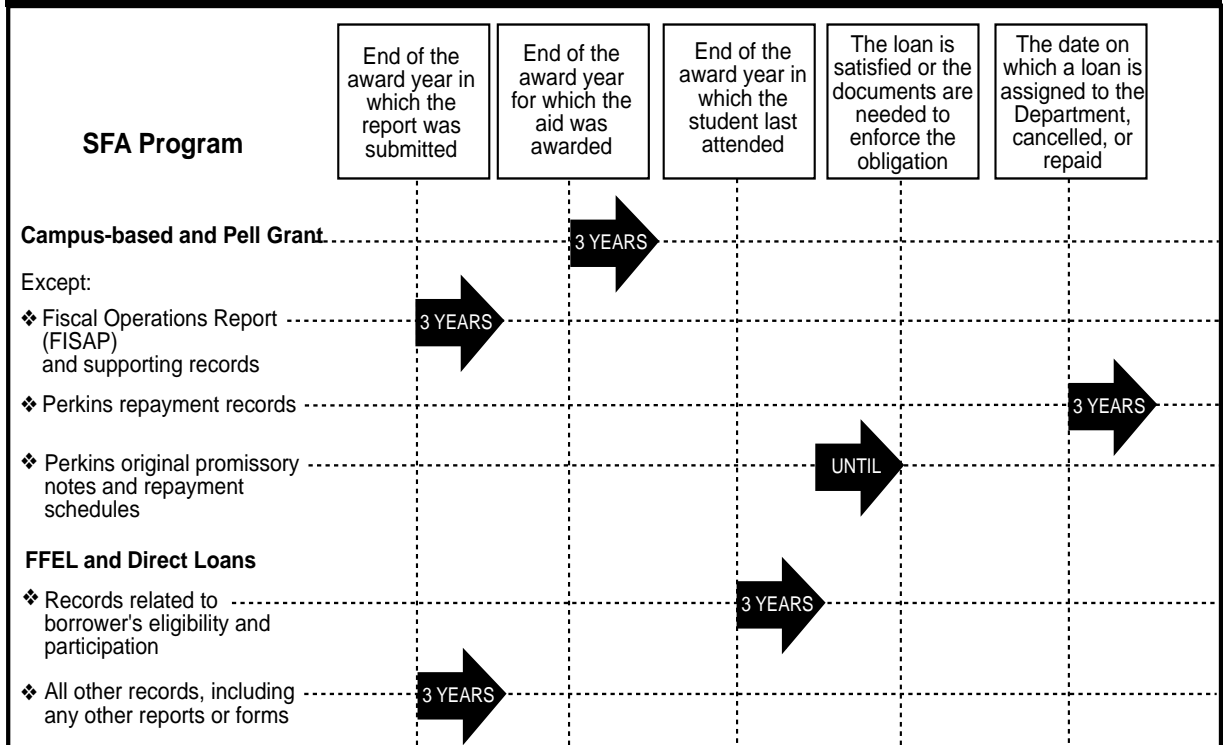 SFA Program
End of the
award year in
which the
report was
submitted
End of the
award year
for which the
aid was
awarded
End of the
award year in
which the
student last
attended
The loan is
satisfied or the
documents are
needed to
enforce the
obligation
The date on
which a loan is
assigned to the
Department,
cancelled, or
repaid
Campus-based and Pell Grant
3 YEARS
Except:
❖ Fiscal Operations Report
(FISAP)
and supporting records
3 YEARS
❖ Perkins repayment records
3 YEARS
❖ Perkins original promissory
notes and repayment
schedules
UNTIL
FFEL and Direct Loans
❖ Records related to
borrower's eligibility and
participation
3 YEARS
❖ All other records, including
any other reports or forms
3 YEARS